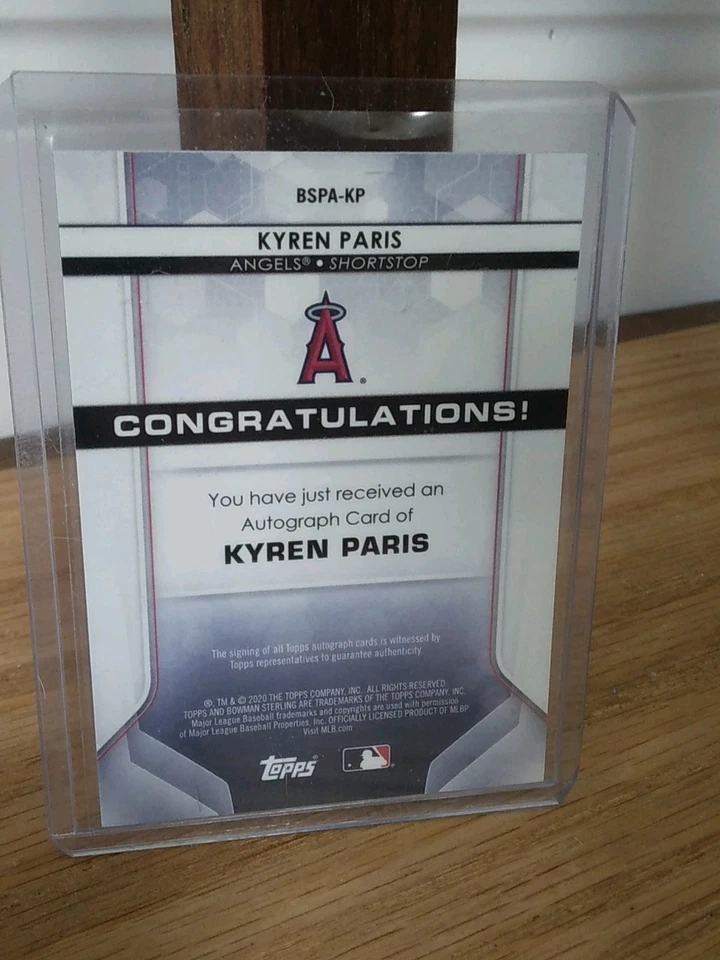 BSPA-KP
KYREN PARIS
ANGELS® • SHORTSTOP
A®
CONGRATULATIONS!
You have just received an
Autograph Card of
KYREN PARIS
The signing of all Topps autograph cards is witnessed by
Topps representatives to guarantee authenticity.
®, TM & © 2020 THE TOPPS COMPANY, INC. ALL RIGHTS RESERVED.
TOPPS AND BOWMAN STERLING ARE TRADEMARKS OF THE TOPPS COMPANY, INC.
Major League Baseball trademarks and copyrights are used with permission
of Major League Baseball Properties, Inc. OFFICIALLY LICENSED PRODUCT OF MLBP
Visit MLB.com
Topps®